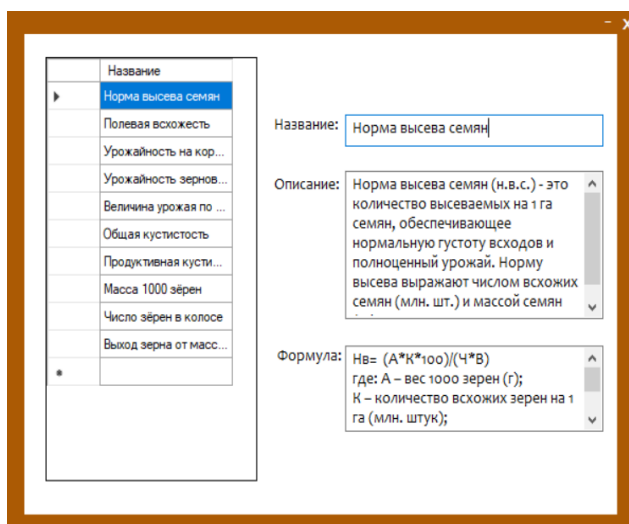 Название
Норма высева семян
Полевая всхожесть
Урожайность на кор...
Урожайность зернов...
Величина урожая по ...
Общая кустистость
Продуктивная кусти...
Масса 1000 зёрен
Число зёрен в колосе
Выход зерна от масс...
Название: Норма высева семян
Описание: Норма высева семян (н.в.с.) - это
количество высеваемых на 1 га
семян, обеспечивающее
нормальную густоту всходов и
полноценный урожай. Норму
высева выражают числом всхожих
семян (млн. шт.) и массой семян
Формула: Нв= (А*К*100)/(Ч*В)
где: А – вес 1000 зерен (г);
К – количество всхожих зерен на 1
га (млн. штук);